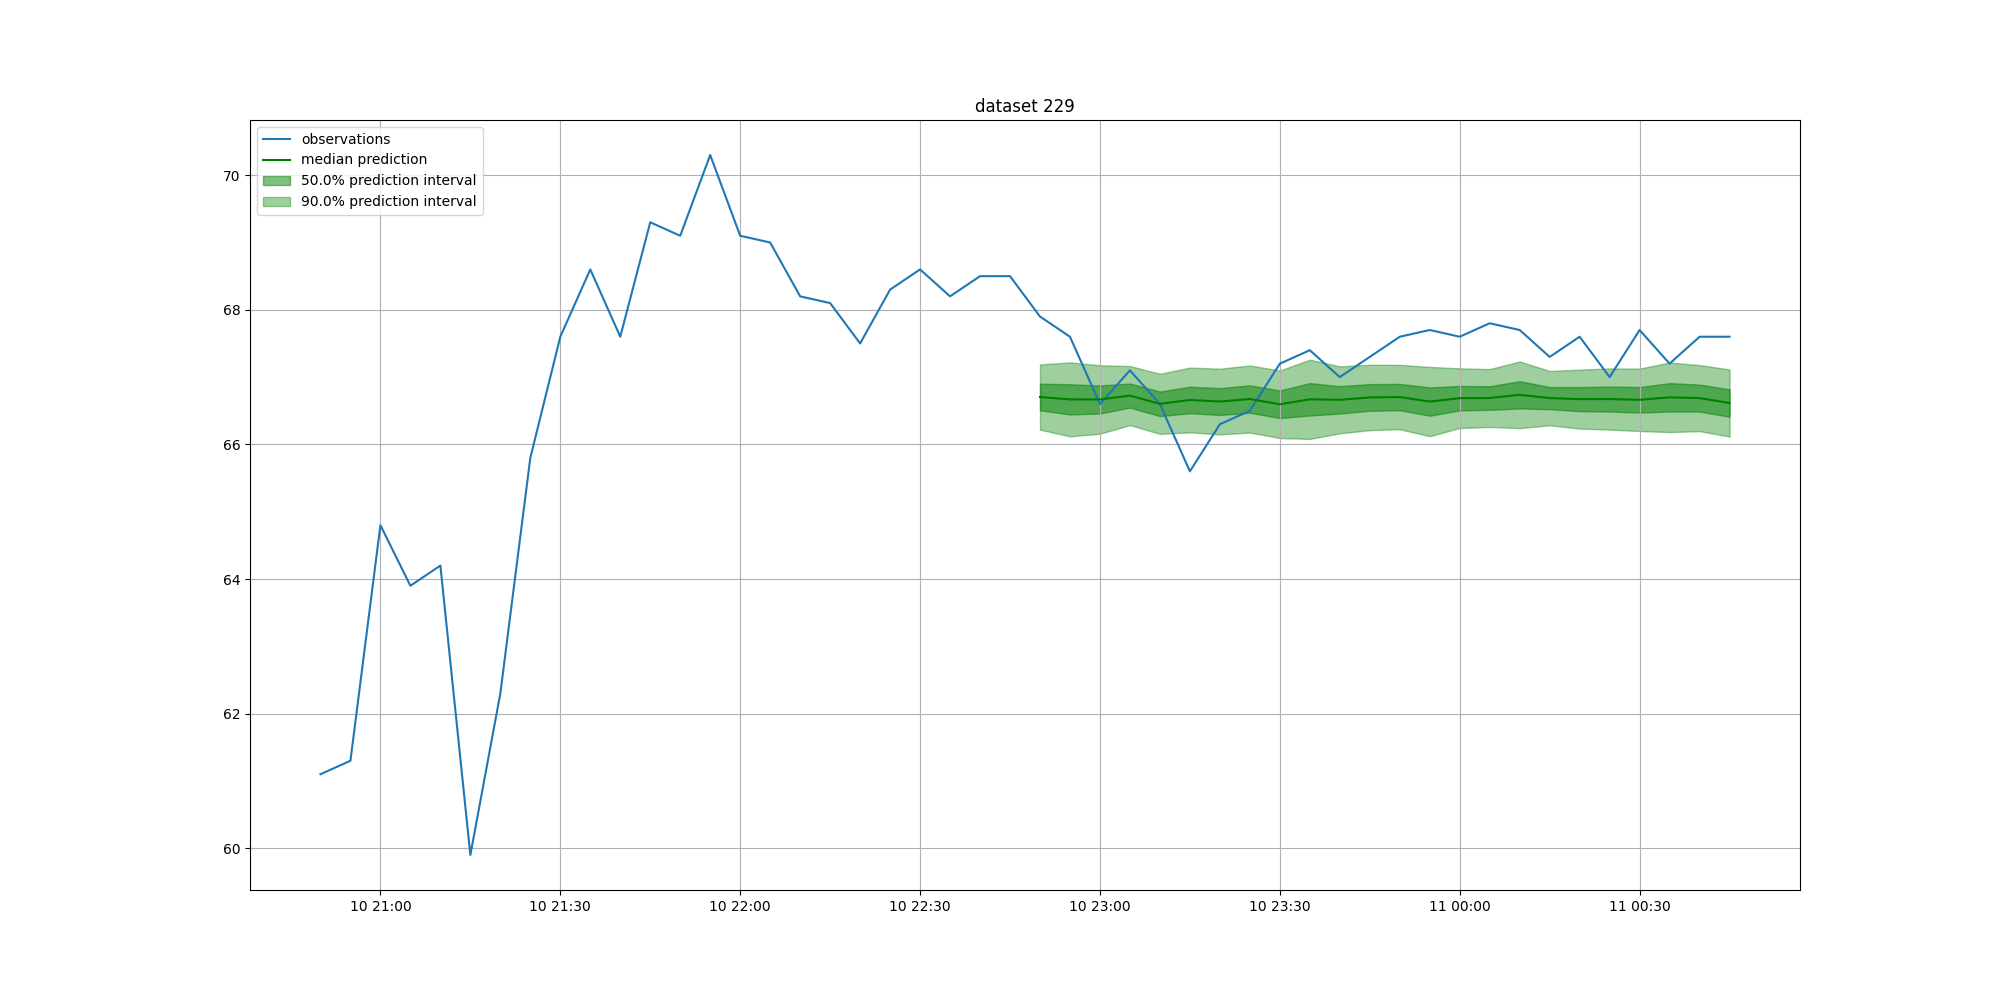 dataset 229
observations
median prediction
50.0% prediction interval
90.0% prediction interval
70
68
66
64
62
60
10 21:00
10 21:30
10 22:00
10 22:30
10 23:00
10 23:30
11 00:00
11 00:30